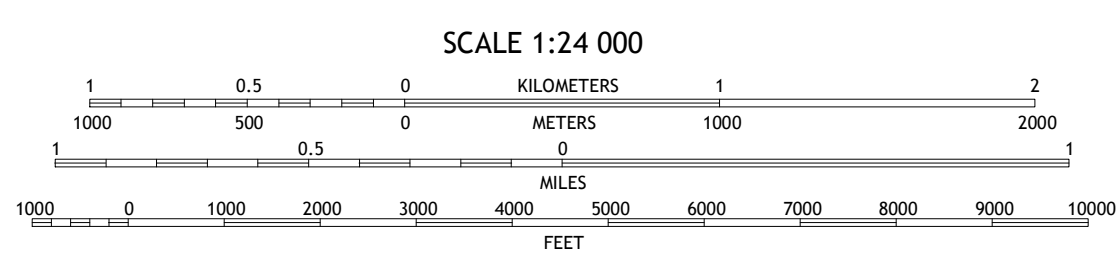 SCALE 1:24 000
1 0.5 0 KILOMETERS 1 2
1000 500 0 METERS 1000 2000
1 0.5 0 1
MILES
1000 0 1000 2000 3000 4000 5000 6000 7000 8000 9000 10000
FEET